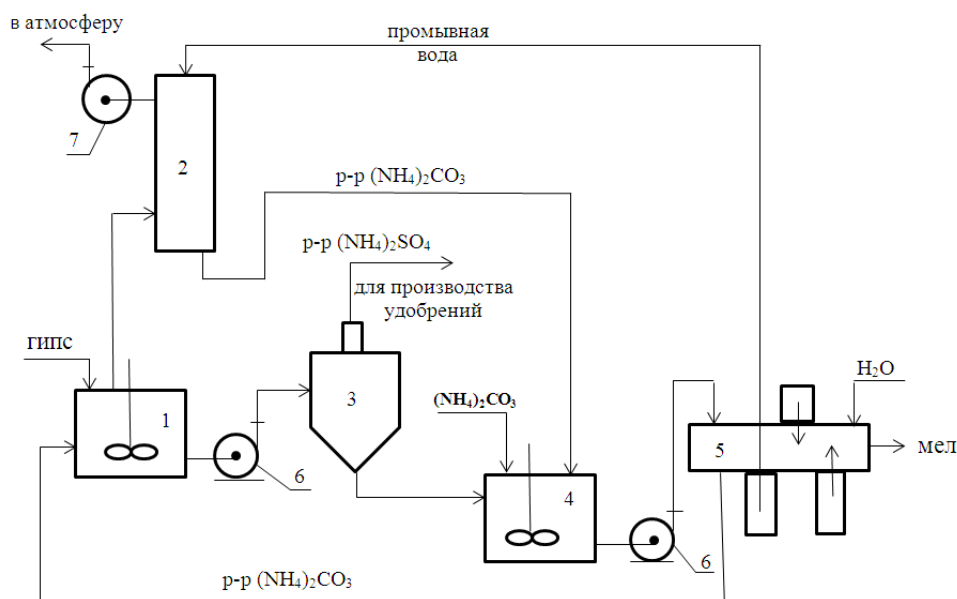 в атмосферу
промывная
вода
7
2
р-р (NH₄)₂CO₃
р-р (NH₄)₂SO₄
для производства
удобрений
гипс
H₂O
1
3
(NH₄)₂CO₃
5
мел
6
4
6
р-р (NH₄)₂CO₃